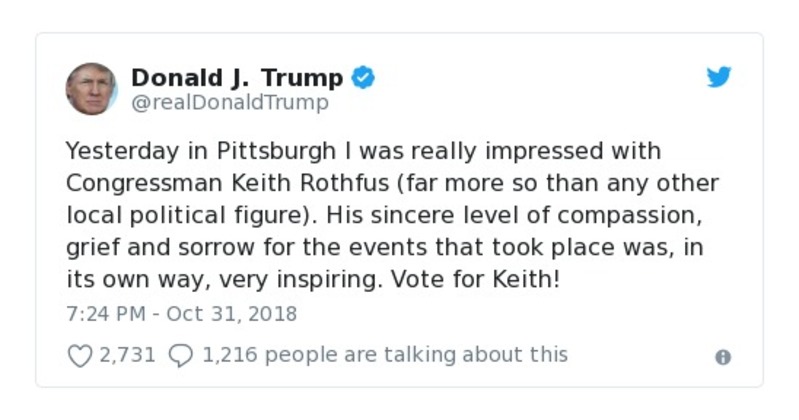 Donald J. Trump
@realDonaldTrump
Yesterday in Pittsburgh I was really impressed with
Congressman Keith Rothfus (far more so than any other
local political figure). His sincere level of compassion,
grief and sorrow for the events that took place was, in
its own way, very inspiring. Vote for Keith!
7:24 PM - Oct 31, 2018
2,731 1,216 people are talking about this